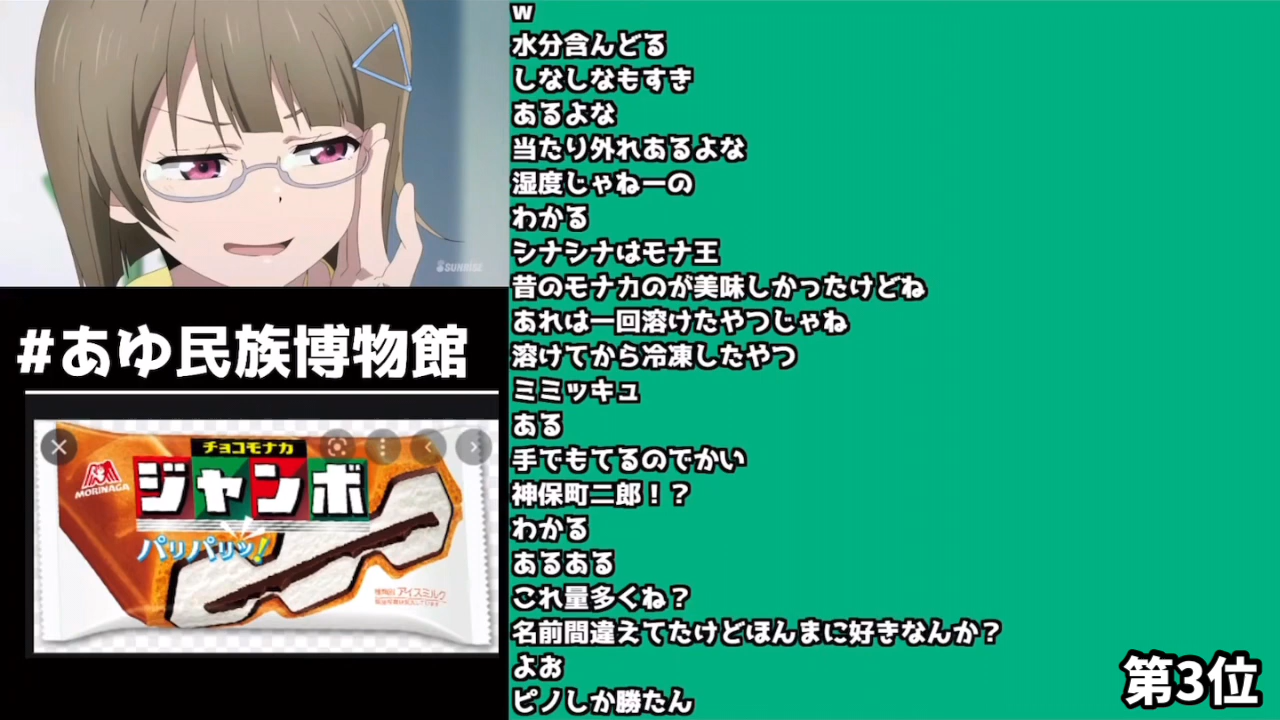 SUNRISE
#あゆ民族博物館
MORINAGA
チョコモナカ
ジャンボ
パリパリッ!
種類別 アイスミルク
w
水分含んどる
しなしなもすき
あるよな
当たり外れあるよな
湿度じゃねーの
わかる
シナシナはモナ王
昔のモナカのが美味しかったけどね
あれは一回溶けたやつじゃね
溶けてから冷凍したやつ
ミミッキュ
ある
手でもてるのでかい
神保町二郎！？
わかる
あるある
これ量多くね？
名前間違えてたけどほんまに好きなんか？
よお
ピノしか勝たん
第3位